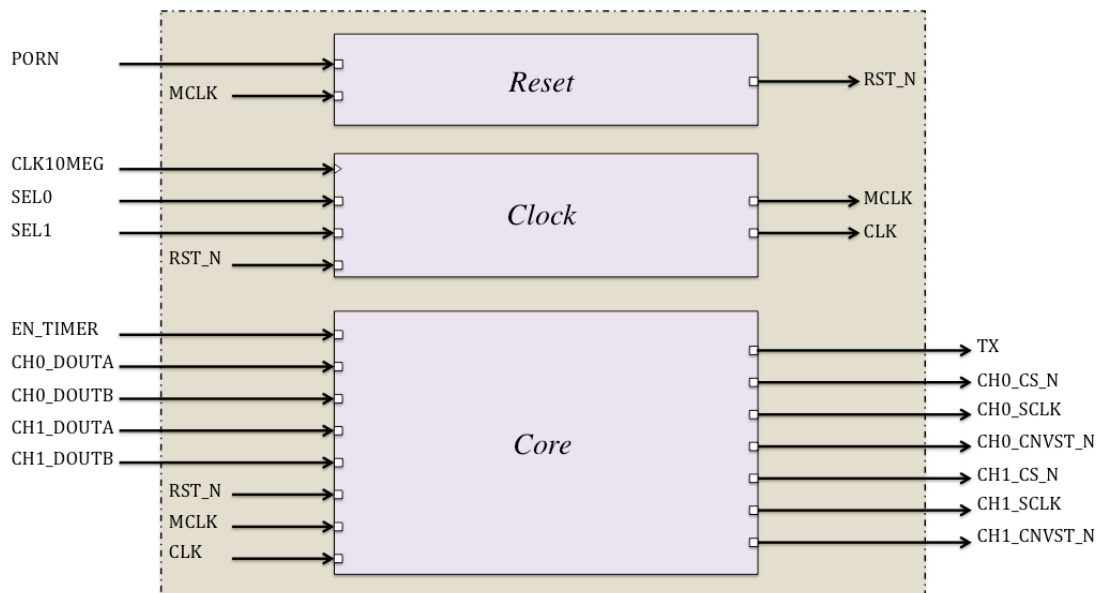 PORN
MCLK
Reset
RST_N
CLK10MEG
SEL0
SEL1
RST_N
Clock
MCLK
CLK
EN_TIMER
CH0_DOUTA
CH0_DOUTB
CH1_DOUTA
CH1_DOUTB
RST_N
MCLK
CLK
Core
TX
CH0_CS_N
CH0_SCLK
CH0_CNVST_N
CH1_CS_N
CH1_SCLK
CH1_CNVST_N